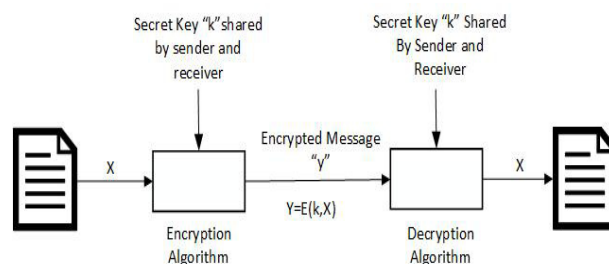 Secret Key “k”shared
by sender and
receiver
Secret Key “k” Shared
By Sender and
Receiver
X
Encrypted Message
“y”
X
Y=E(k,X)
Encryption
Algorithm
Decryption
Algorithm